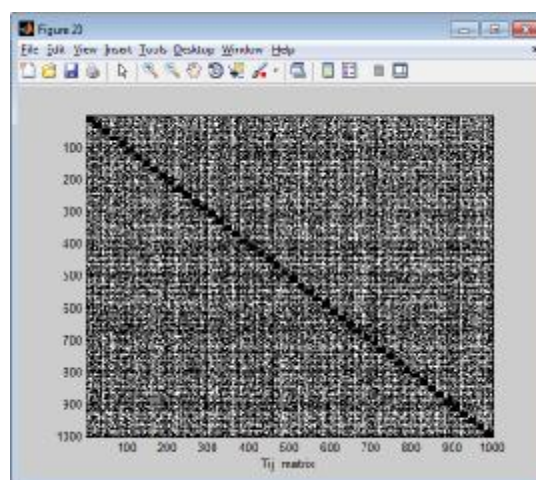 Figure 23
File Edit View Insert Tools Desktop Window Help
100
200
300
400
500
600
700
800
900
1000
100 200 300 400 500 600 700 800 900 1000
Tij matrix